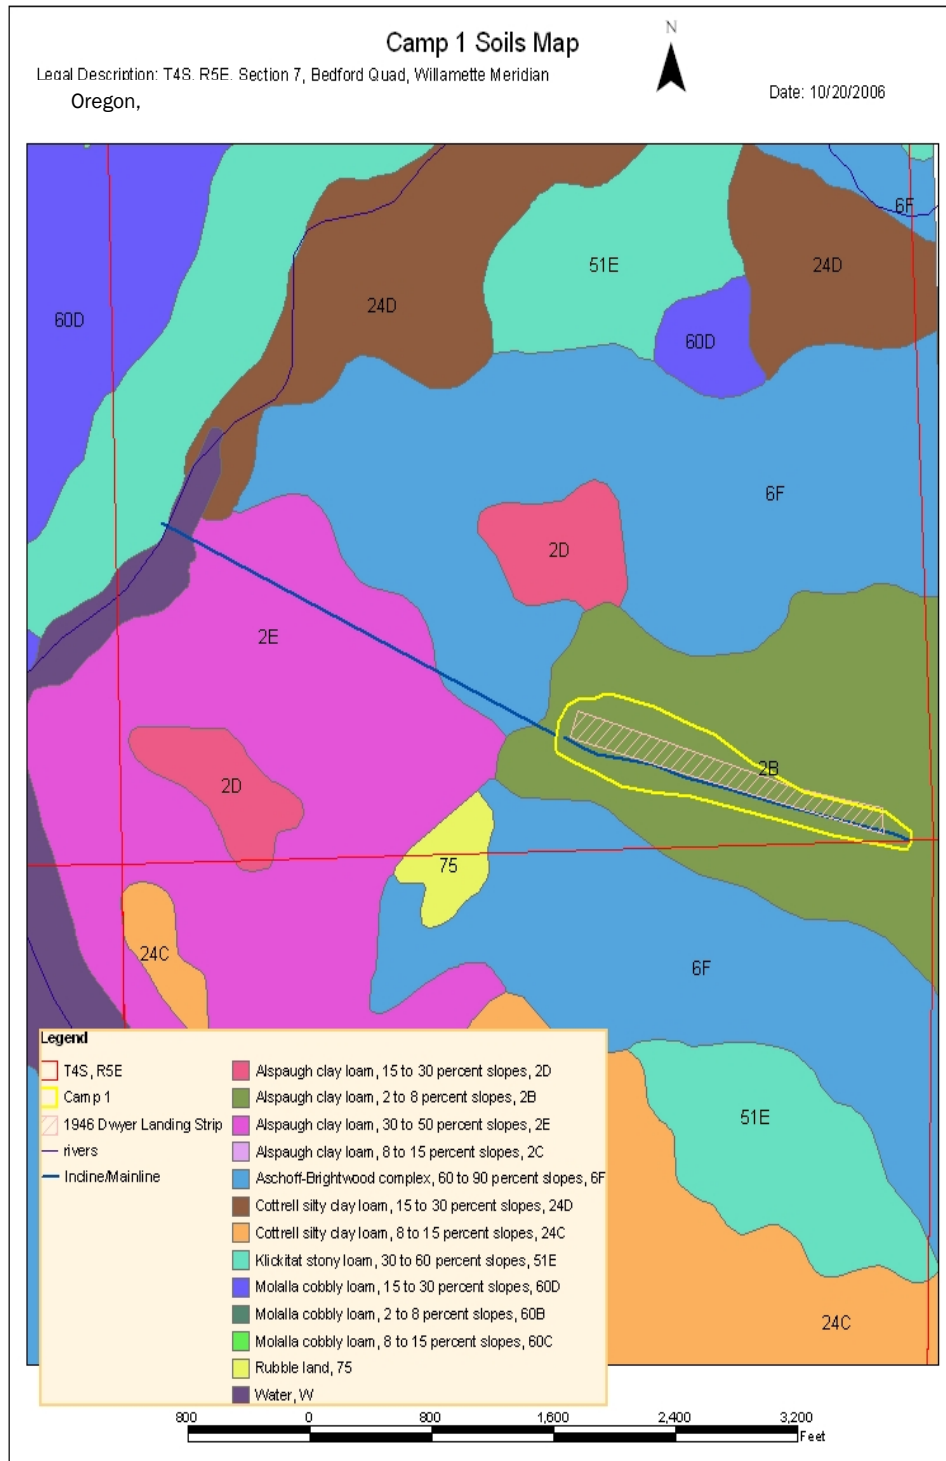 Camp 1 Soils Map
N
Legal Description: T4S, R5E, Section 7, Bedford Quad, Willamette Meridian
Oregon,
Date: 10/20/2006
6F
51E
24D
24D
60D
60D
6F
2D
2E
2B
2D
75
24C
6F
51E
24C
Legend
T4S, R5E
Camp 1
1946 Dwyer Landing Strip
rivers
Incline/Mainline
Alspaugh clay loam, 15 to 30 percent slopes, 2D
Alspaugh clay loam, 2 to 8 percent slopes, 2B
Alspaugh clay loam, 30 to 50 percent slopes, 2E
Alspaugh clay loam, 8 to 15 percent slopes, 2C
Aschoff-Brightwood complex, 60 to 90 percent slopes, 6F
Cottrell silty clay loam, 15 to 30 percent slopes, 24D
Cottrell silty clay loam, 8 to 15 percent slopes, 24C
Klickitat stony loam, 30 to 60 percent slopes, 51E
Molalla cobbly loam, 15 to 30 percent slopes, 60D
Molalla cobbly loam, 2 to 8 percent slopes, 60B
Molalla cobbly loam, 8 to 15 percent slopes, 60C
Rubble land, 75
Water, W
800 0 800 1,600 2,400 3,200
Feet